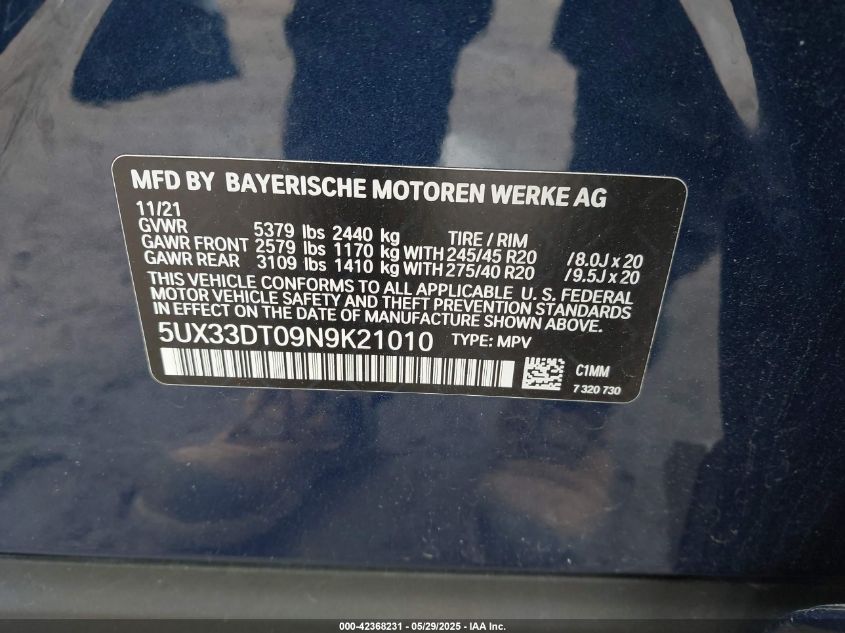 MFD BY BAYERISCHE MOTOREN WERKE AG
11/21
GVWR 5379 lbs 2440 kg TIRE / RIM
GAWR FRONT 2579 lbs 1170 kg WITH 245/45 R20 /8.0J x 20
GAWR REAR 3109 lbs 1410 kg WITH 275/40 R20 /9.5J x 20
THIS VEHICLE CONFORMS TO ALL APPLICABLE U. S. FEDERAL
MOTOR VEHICLE SAFETY AND THEFT PREVENTION STANDARDS
IN EFFECT ON THE DATE OF MANUFACTURE SHOWN ABOVE.
5UX33DT09N9K21010 TYPE: MPV
C1MM
7 320 730
000-42368231 — 05/29/2025 — IAA Inc.